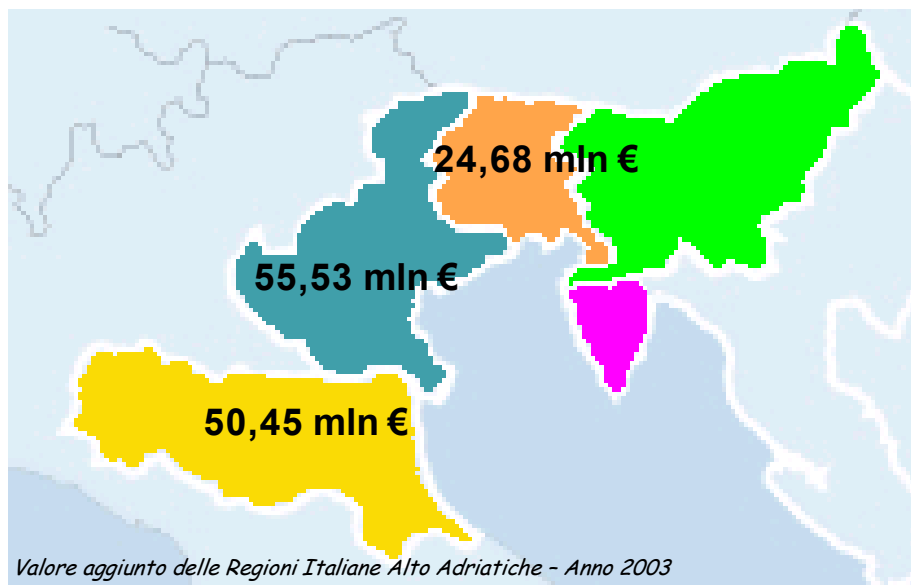 24,68 mln €
55,53 mln €
50,45 mln €
Valore aggiunto delle Regioni Italiane Alto Adriatiche – Anno 2003